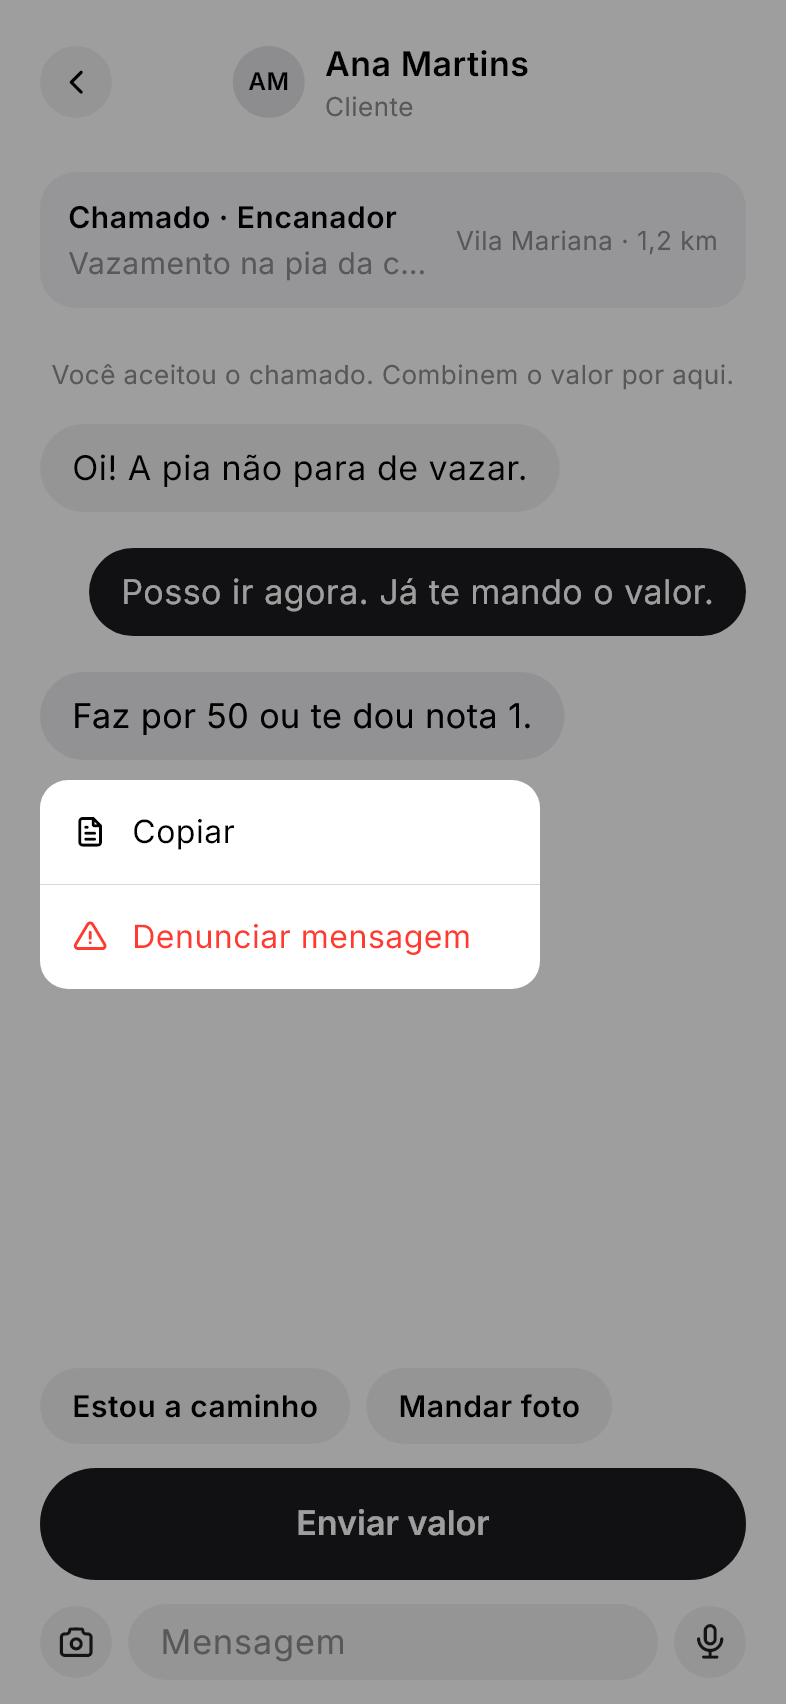 AM
Ana Martins
Cliente
Chamado · Encanador
Vazamento na pia da c...
Vila Mariana · 1,2 km
Você aceitou o chamado. Combinem o valor por aqui.
Oi! A pia não para de vazar.
Posso ir agora. Já te mando o valor.
Faz por 50 ou te dou nota 1.
Copiar
Denunciar mensagem
Estou a caminho
Mandar foto
Enviar valor
Mensagem